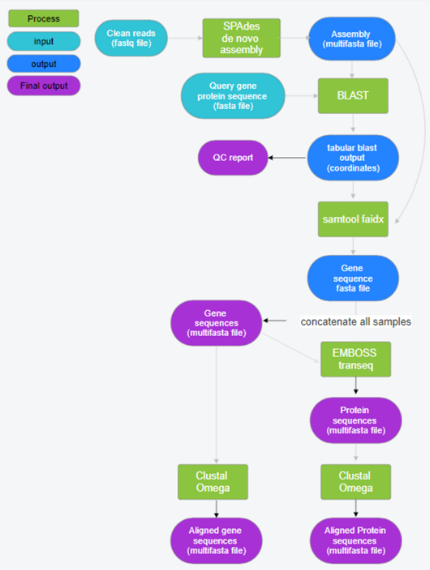 Process
input
output
Final output
Clean reads
(fastq file)
SPAdes
de novo
assembly
Assembly
(multifasta file)
Query gene
protein sequence
(fasta file)
BLAST
QC report
tabular blast
output
(coordinates)
samtool faidx
Gene
sequence
fasta file
Gene
sequences
(multifasta file)
concatenate all samples
EMBOSS
transeq
Protein
sequences
(multifasta file)
Clustal
Omega
Clustal
Omega
Aligned gene
sequences
(multifasta file)
Aligned Protein
sequences
(multifasta file)